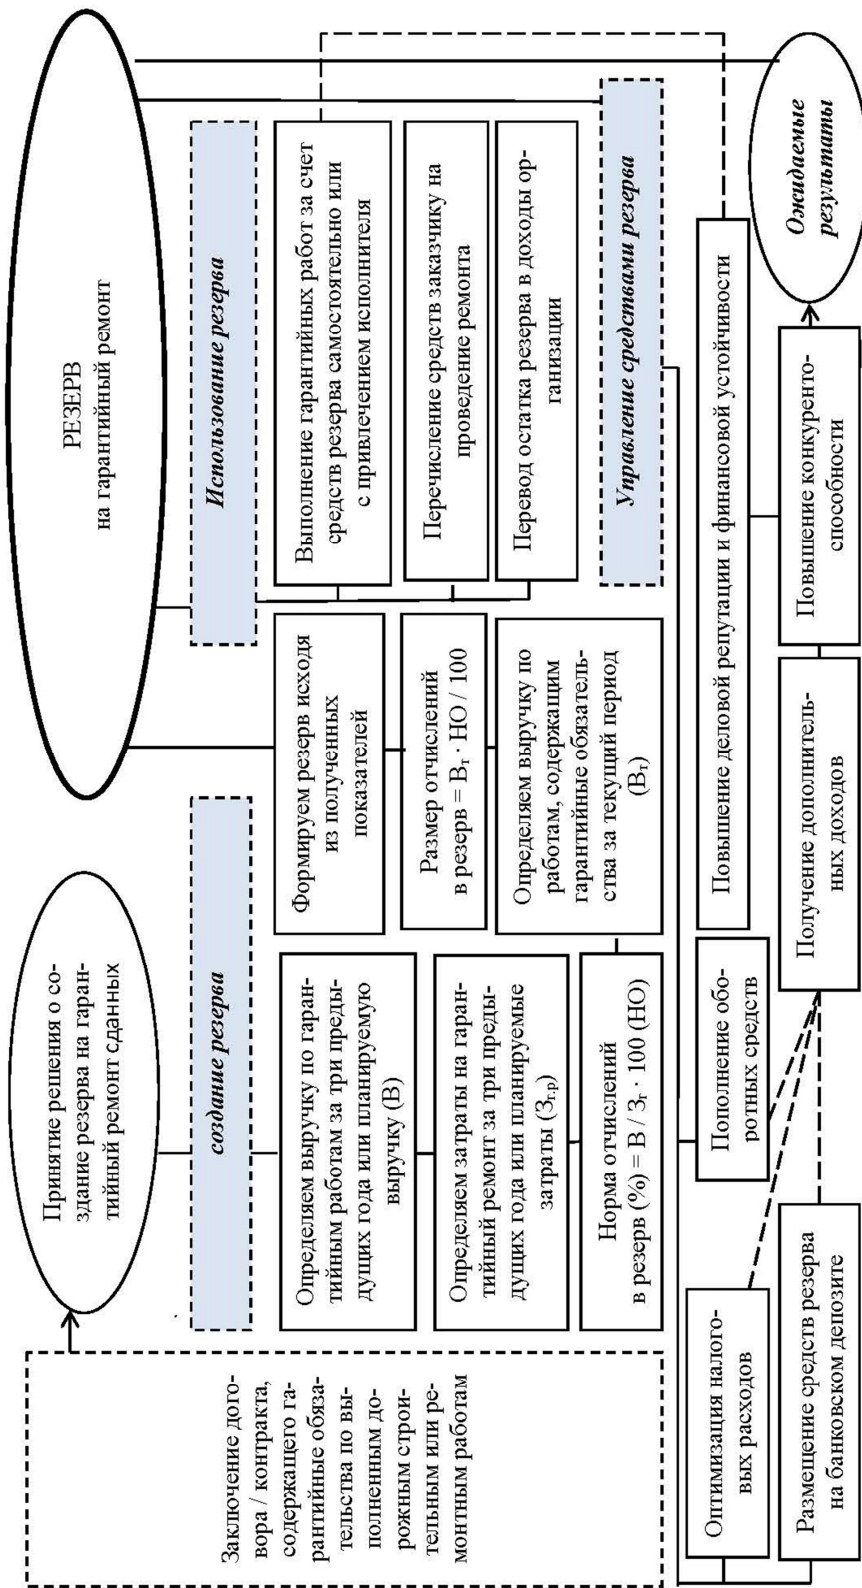 Заключение дого-
вора / контракта,
содержащего га-
рантийные обяза-
тельства по вы-
полненным до-
рожным строи-
тельным или ре-
монтным работам
Принятие решения о со-
здание резерва на гаран-
тийный ремонт сданных
РЕЗЕРВ
на гарантийный ремонт
создание резерва
Определяем выручку по гаран-
тийным работам за три преды-
дущих года или планируемую
выручку (В)
Определяем затраты на гаран-
тийный ремонт за три преды-
дущих года или планируемые
затраты (Зг.р)
Норма отчислений
в резерв (%) = В / Зг · 100 (НО)
Формируем резерв исходя
из полученных
показателей
Размер отчислений
в резерв = Вт · НО / 100
Определяем выручку по
работам, содержащим
гарантийные обязатель-
ства за текущий период
(Вт)
Использование резерва
Выполнение гарантийных работ за счет
средств резерва самостоятельно или
с привлечением исполнителя
Перечисление средств заказчику на
проведение ремонта
Перевод остатка резерва в доходы ор-
ганизации
Управление средствами резерва
Оптимизация налого-
вых расходов
Пополнение обо-
ротных средств
Повышение деловой репутации и финансовой устойчивости
Размещение средств резерва
на банковском депозите
Получение дополнитель-
ных доходов
Повышение конкуренто-
способности
Ожидаемые
результаты